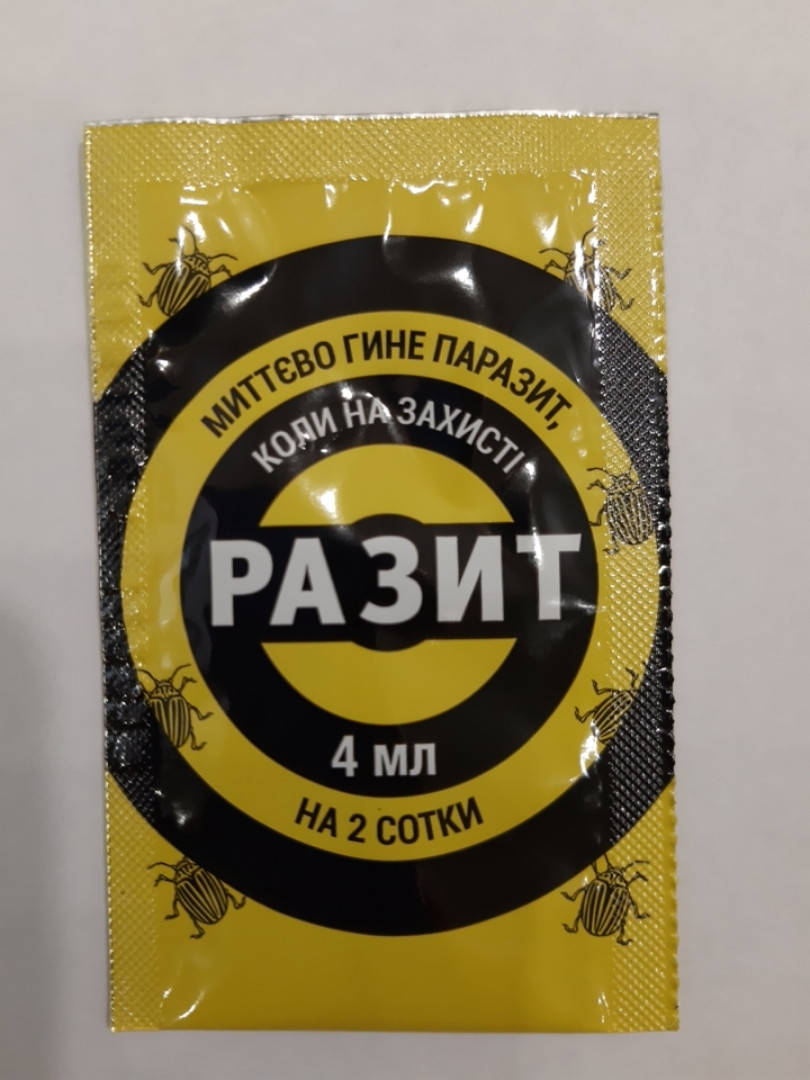 МИТТЄВО ГИНЕ ПАРАЗИТ,
КОЛИ НА ЗАХИСТІ
РАЗИТ
4 мл
НА 2 СОТКИ